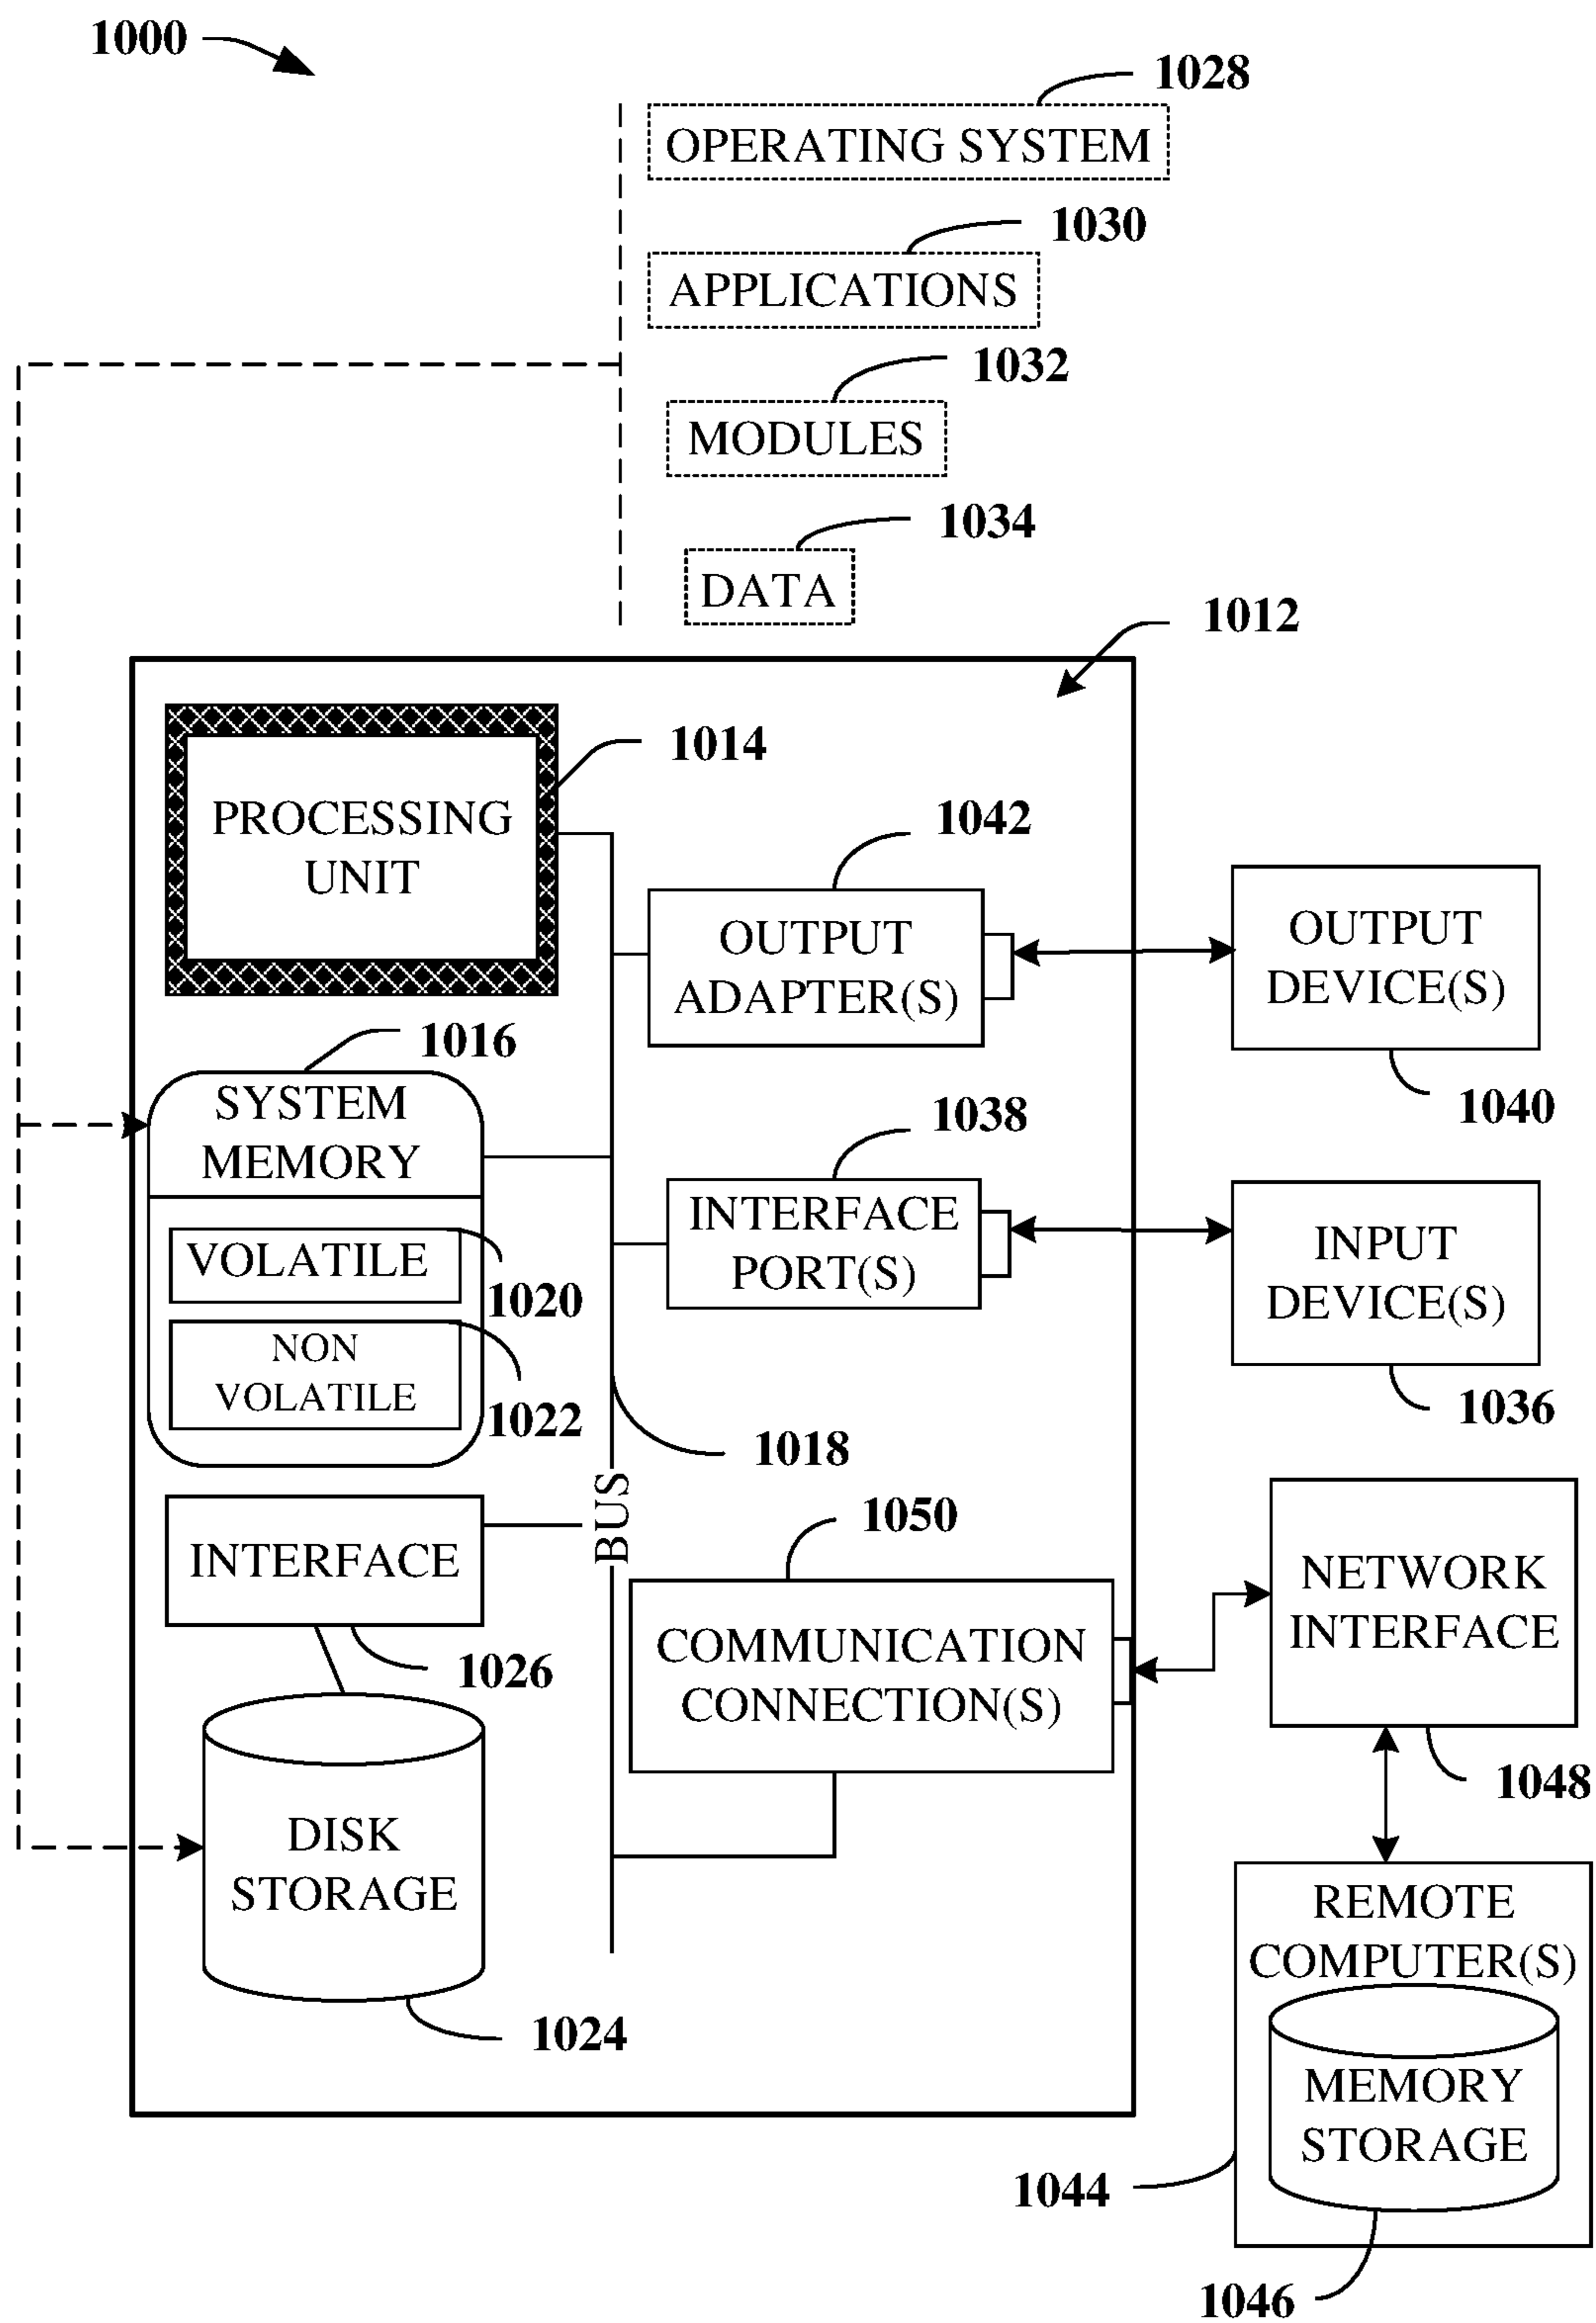 1000
1028
OPERATING SYSTEM
1030
APPLICATIONS
1032
MODULES
1034
DATA
1012
1014
PROCESSING
UNIT
1042
OUTPUT
ADAPTER(S)
OUTPUT
DEVICE(S)
1040
1016
SYSTEM
MEMORY
VOLATILE
1020
NON
VOLATILE
1022
1038
INTERFACE
PORT(S)
INPUT
DEVICE(S)
1036
1018
BUS
INTERFACE
1026
1050
COMMUNICATION
CONNECTION(S)
NETWORK
INTERFACE
1048
DISK
STORAGE
1024
REMOTE
COMPUTER(S)
MEMORY
STORAGE
1044
1046